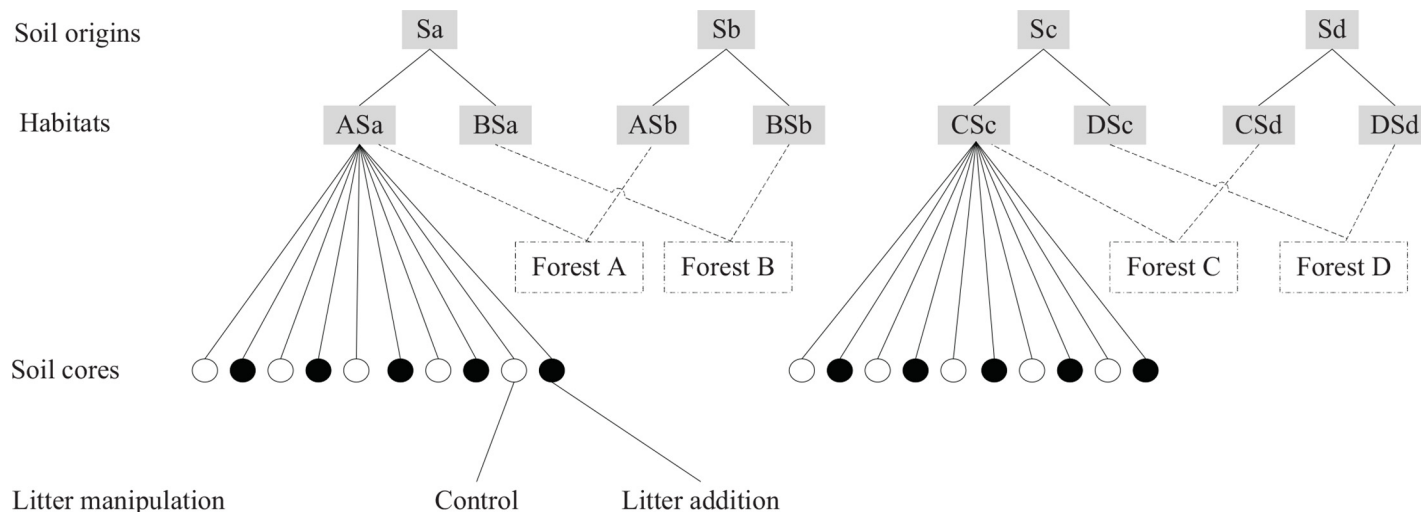 Soil origins Sa Sb Sc Sd
Habitats ASa BSa ASb BSb CSc DSc CSd DSd
Forest A Forest B Forest C Forest D
Soil cores
Litter manipulation Control Litter addition